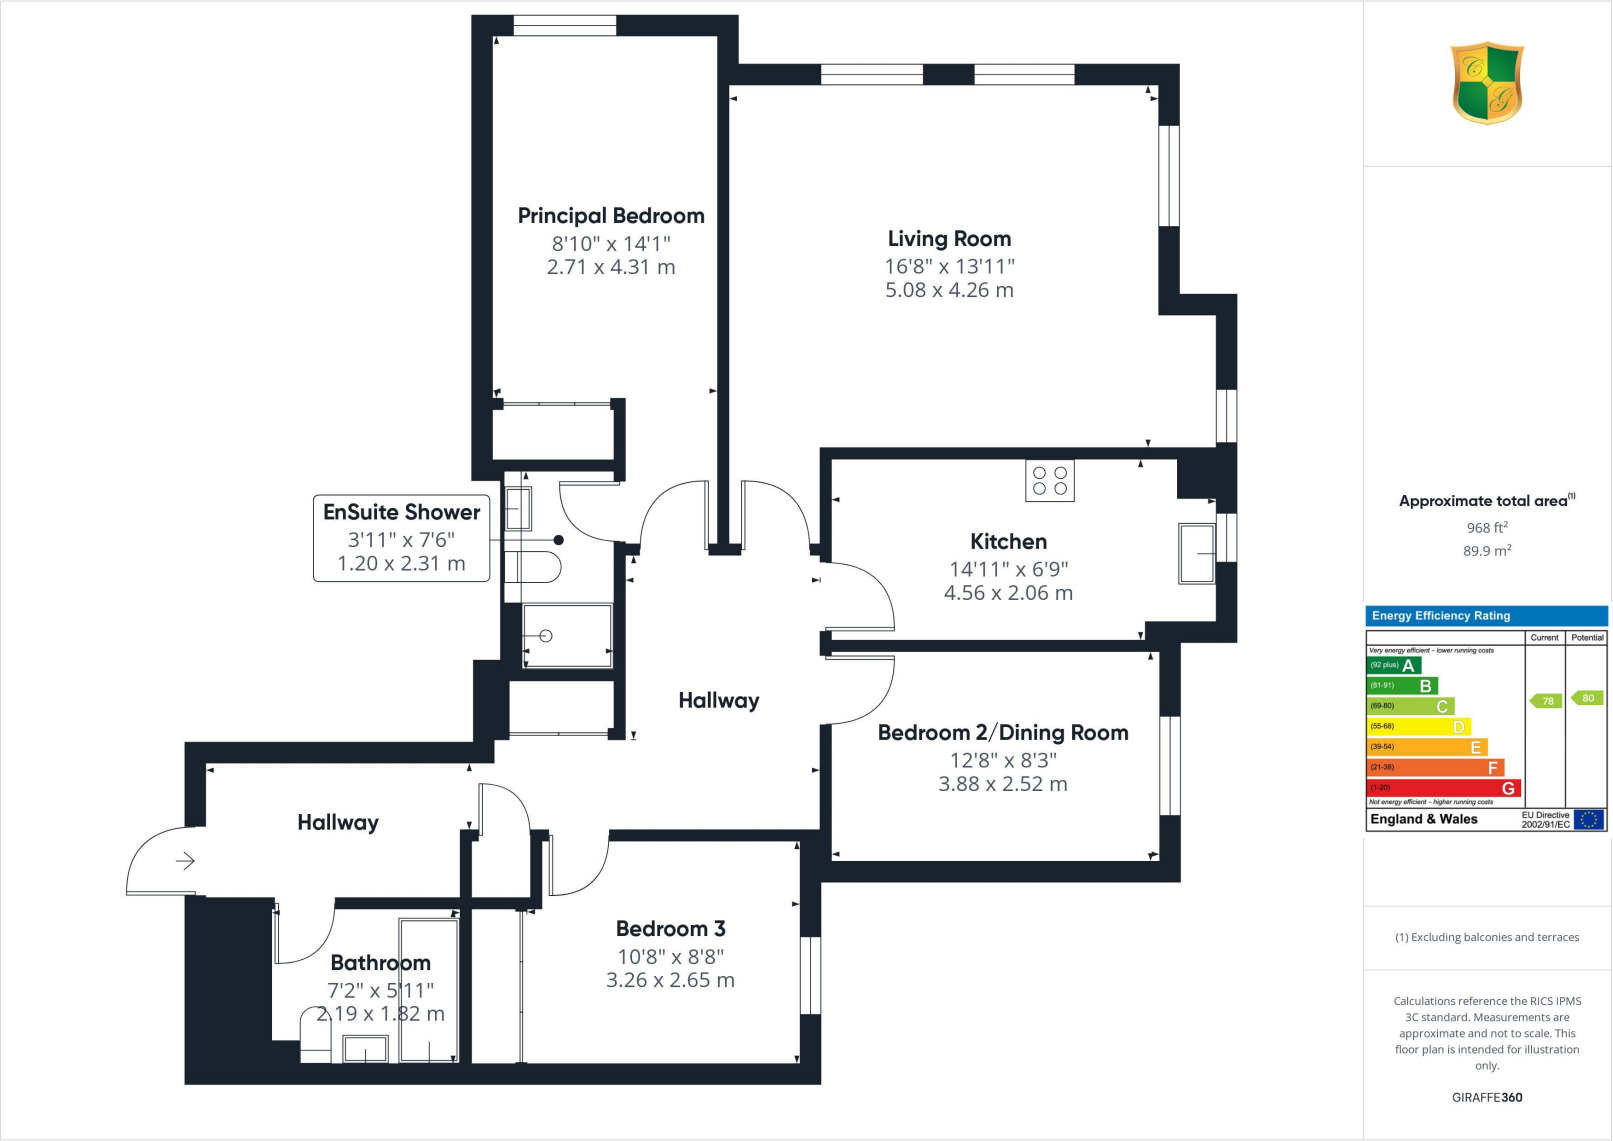 Principal Bedroom
8'10" x 14'1"
2.71 x 4.31 m
Living Room
16'8" x 13'11"
5.08 x 4.26 m
EnSuite Shower
3'11" x 7'6"
1.20 x 2.31 m
Kitchen
14'11" x 6'9"
4.56 x 2.06 m
Hallway
Bedroom 2/Dining Room
12'8" x 8'3"
3.88 x 2.52 m
Hallway
Bedroom 3
10'8" x 8'8"
3.26 x 2.65 m
Bathroom
7'2" x 5'11"
2.19 x 1.82 m
C
G
Approximate total area(1)
968 ft²
89.9 m²
Energy Efficiency Rating
Current Potential
Very energy efficient - lower running costs
(92 plus) A
(81-91) B
(69-80) C
78 80
(55-68) D
(39-54) E
(21-38) F
(1-20) G
Not energy efficient - higher running costs
England & Wales
EU Directive
2002/91/EC
(1) Excluding balconies and terraces
Calculations reference the RICS IPMS
3C standard. Measurements are
approximate and not to scale. This
floor plan is intended for illustration
only.
GIRAFFE360